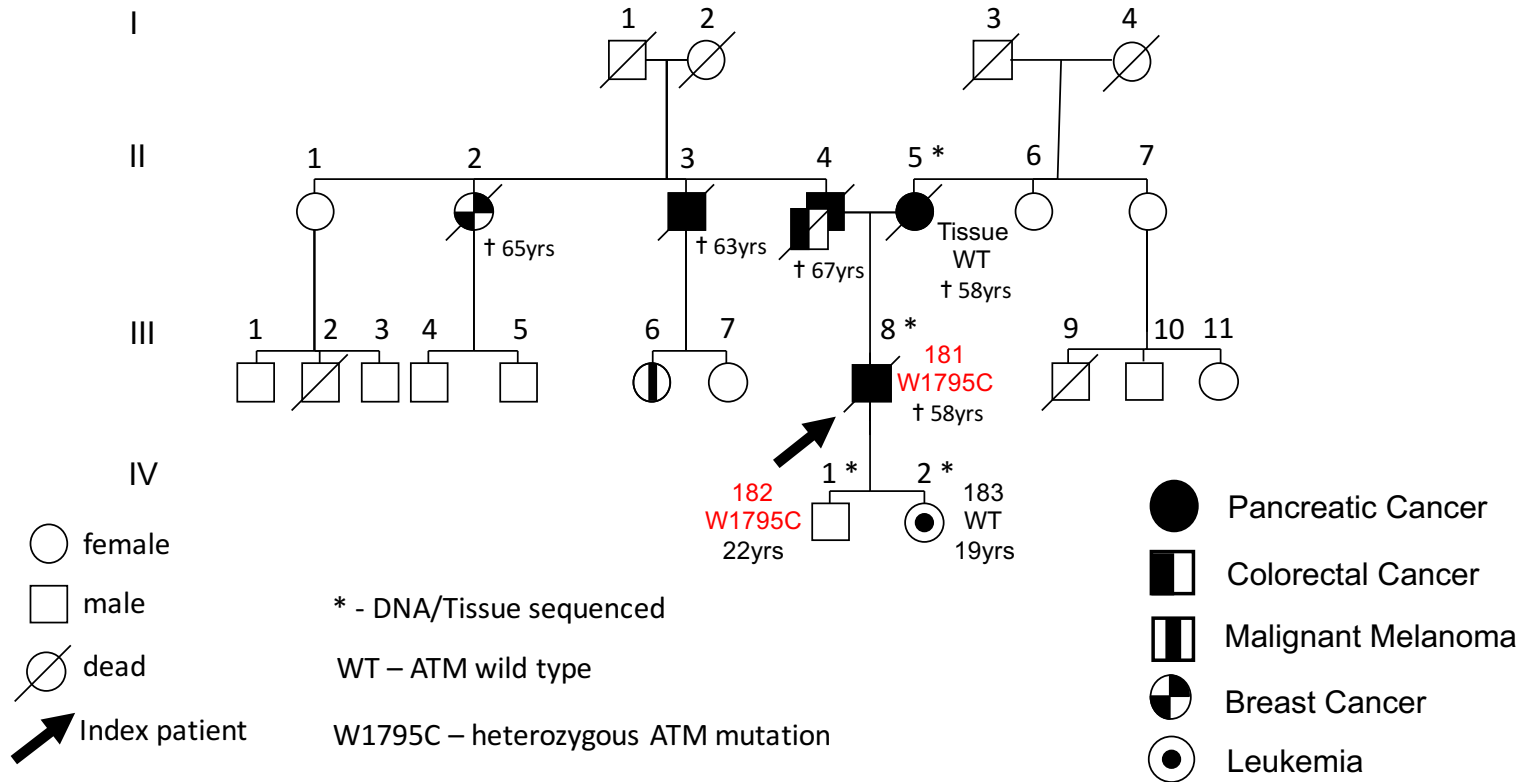 I
1 2 3 4
II
1 2 3 4 5 * 6 7
† 65yrs
† 63yrs
† 67yrs
Tissue
WT
† 58yrs
III
1 2 3 4 5 6 7 8 * 9 10 11
181
W1795C
† 58yrs
IV
1 * 2 *
182
W1795C
22yrs
183
WT
19yrs
female
male
dead
Index patient
* - DNA/Tissue sequenced
WT – ATM wild type
W1795C – heterozygous ATM mutation
Pancreatic Cancer
Colorectal Cancer
Malignant Melanoma
Breast Cancer
Leukemia